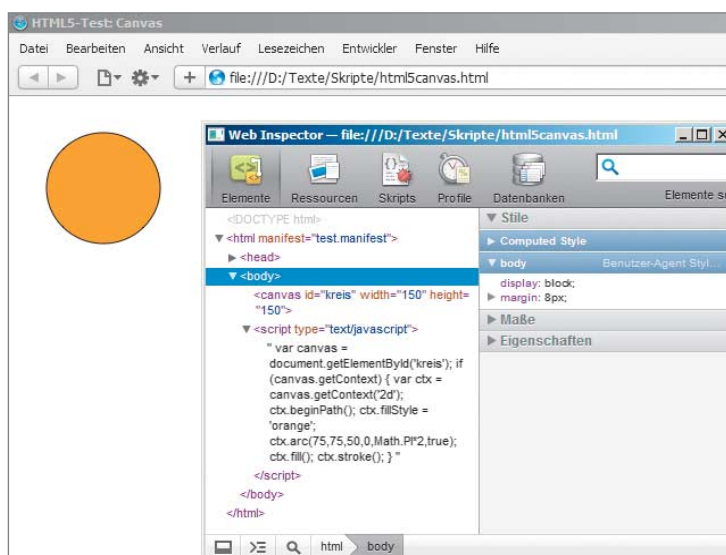 HTML5-Test: Canvas
Datei Bearbeiten Ansicht Verlauf Lesezeichen Entwickler Fenster Hilfe
file:///D:/Texte/Skripte/html5canvas.html
Web Inspector — file:///D:/Texte/Skripte/html5canvas.html
Elemente Ressourcen Skripts Profile Datenbanken Elemente
<!DOCTYPE html>
<html manifest="test.manifest">
<head>
<body>
<canvas id="kreis" width="150" height=
"150">
<script type="text/javascript">
" var canvas =
document.getElementById('kreis'); if
(canvas.getContext) { var ctx =
canvas.getContext('2d');
ctx.beginPath(); ctx.fillStyle =
'orange';
ctx.arc(75,75,50,0,Math.PI*2,true);
ctx.fill(); ctx.stroke(); } "
</script>
</body>
</html>
Stile
Computed Style
body Benutzer-Agent Styl...
display: block;
margin: 8px;
Maße
Eigenschaften
html body